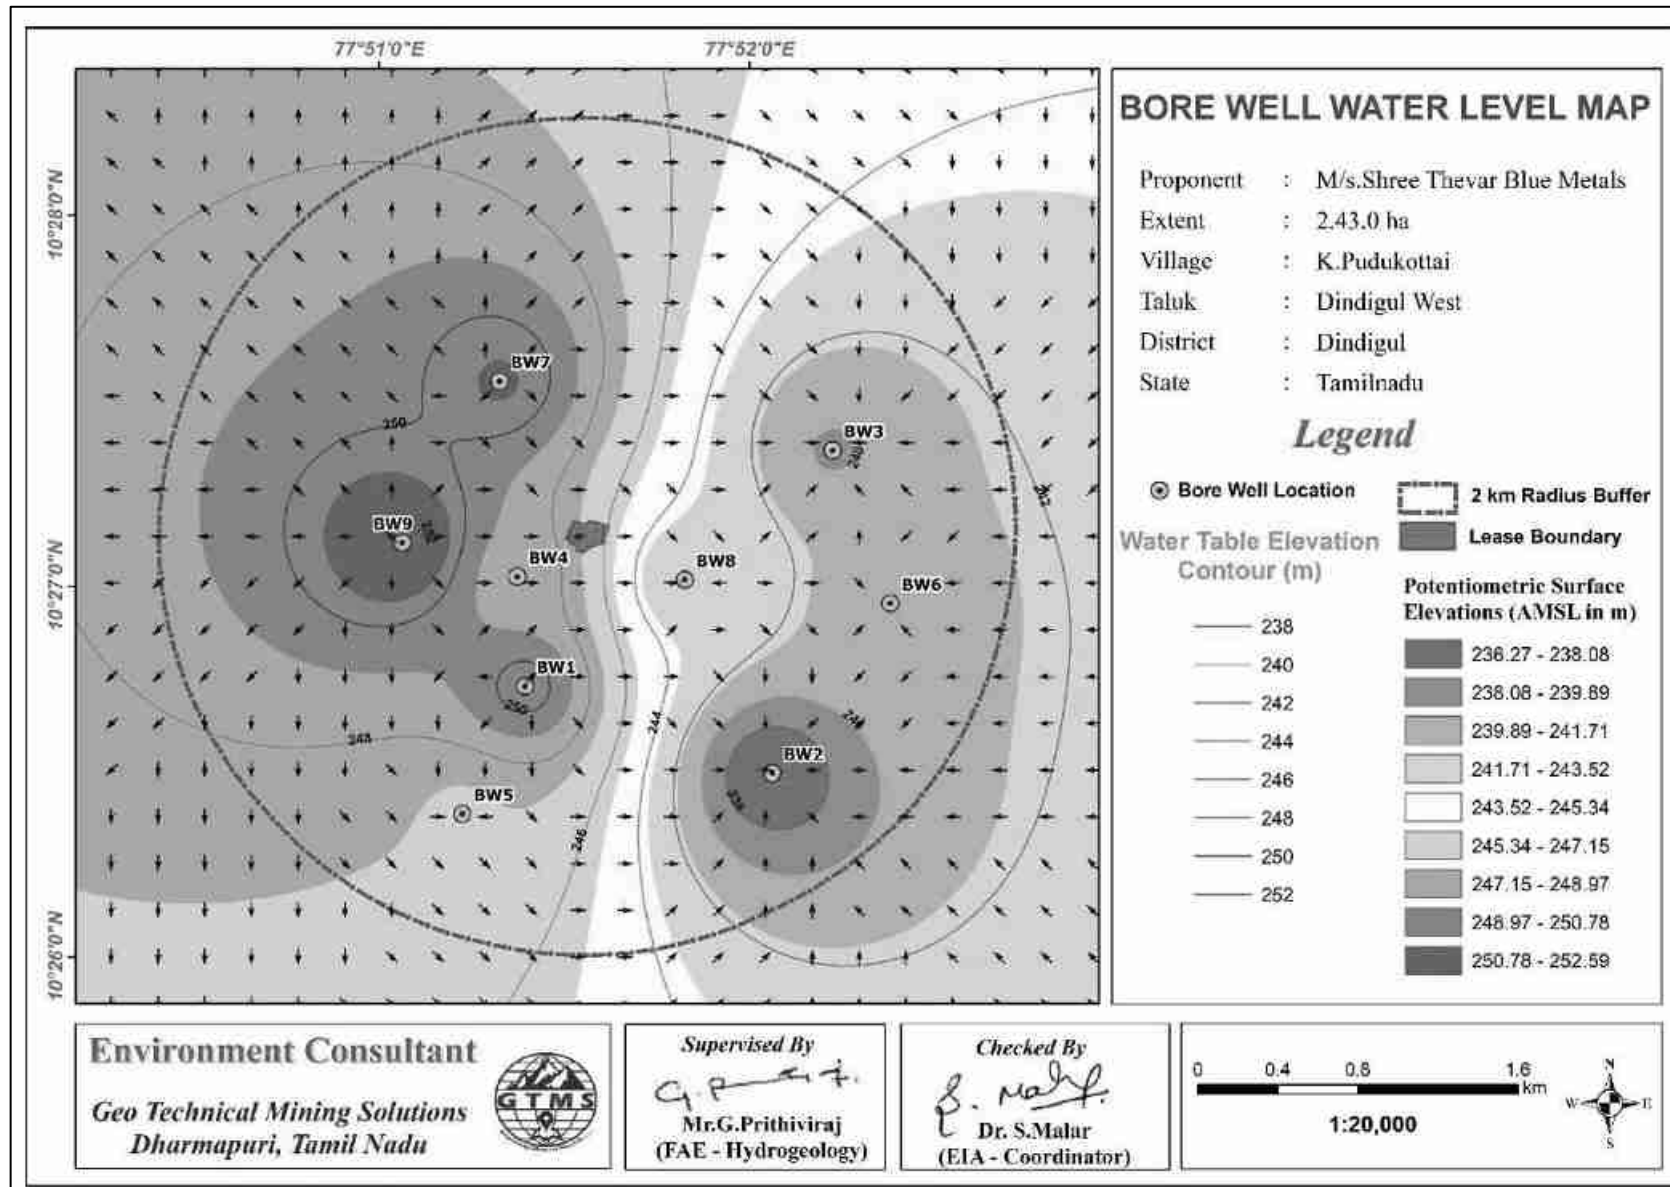 77°51'0"E
77°52'0"E
10°28'0"N
10°27'0"N
10°26'0"N
BW7
250
BW3
240
242
BW9
252
BW4
BW8
BW6
BW1
250
244
248
240
BW2
BW5
238
246
BORE WELL WATER LEVEL MAP
Proponent : M/s.Shree Thevar Blue Metals
Extent : 2.43.0 ha
Village : K.Pudukottai
Taluk : Dindigul West
District : Dindigul
State : Tamilnadu
Legend
Bore Well Location
2 km Radius Buffer
Lease Boundary
Water Table Elevation
Contour (m)
238
240
242
244
246
248
250
252
Potentiometric Surface
Elevations (AMSL in m)
236.27 - 238.08
238.08 - 239.89
239.89 - 241.71
241.71 - 243.52
243.52 - 245.34
245.34 - 247.15
247.15 - 248.97
248.97 - 250.78
250.78 - 252.59
Environment Consultant
Geo Technical Mining Solutions
Dharmapuri, Tamil Nadu
GTMS
Supervised By
Mr.G.Prithiviraj
(FAE - Hydrogeology)
Checked By
Dr. S.Malar
(EIA - Coordinator)
0 0.4 0.8 1.6
km
1:20,000
N
W E
S